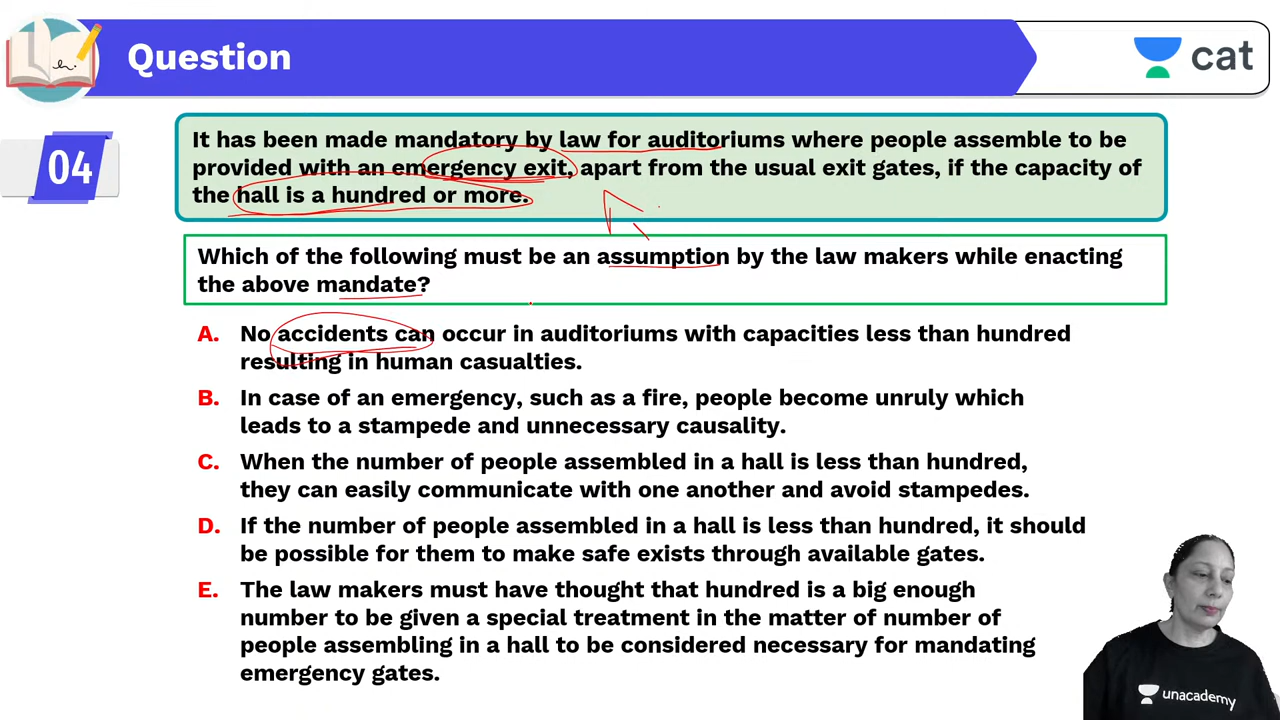 Question
cat
04
It has been made mandatory by law for auditoriums where people assemble to be
provided with an emergency exit, apart from the usual exit gates, if the capacity of
the hall is a hundred or more.
Which of the following must be an assumption by the law makers while enacting
the above mandate?
A. No accidents can occur in auditoriums with capacities less than hundred
resulting in human casualties.
B. In case of an emergency, such as a fire, people become unruly which
leads to a stampede and unnecessary causality.
C. When the number of people assembled in a hall is less than hundred,
they can easily communicate with one another and avoid stampedes.
D. If the number of people assembled in a hall is less than hundred, it should
be possible for them to make safe exists through available gates.
E. The law makers must have thought that hundred is a big enough
number to be given a special treatment in the matter of number of
people assembling in a hall to be considered necessary for mandating
emergency gates.
unacademy